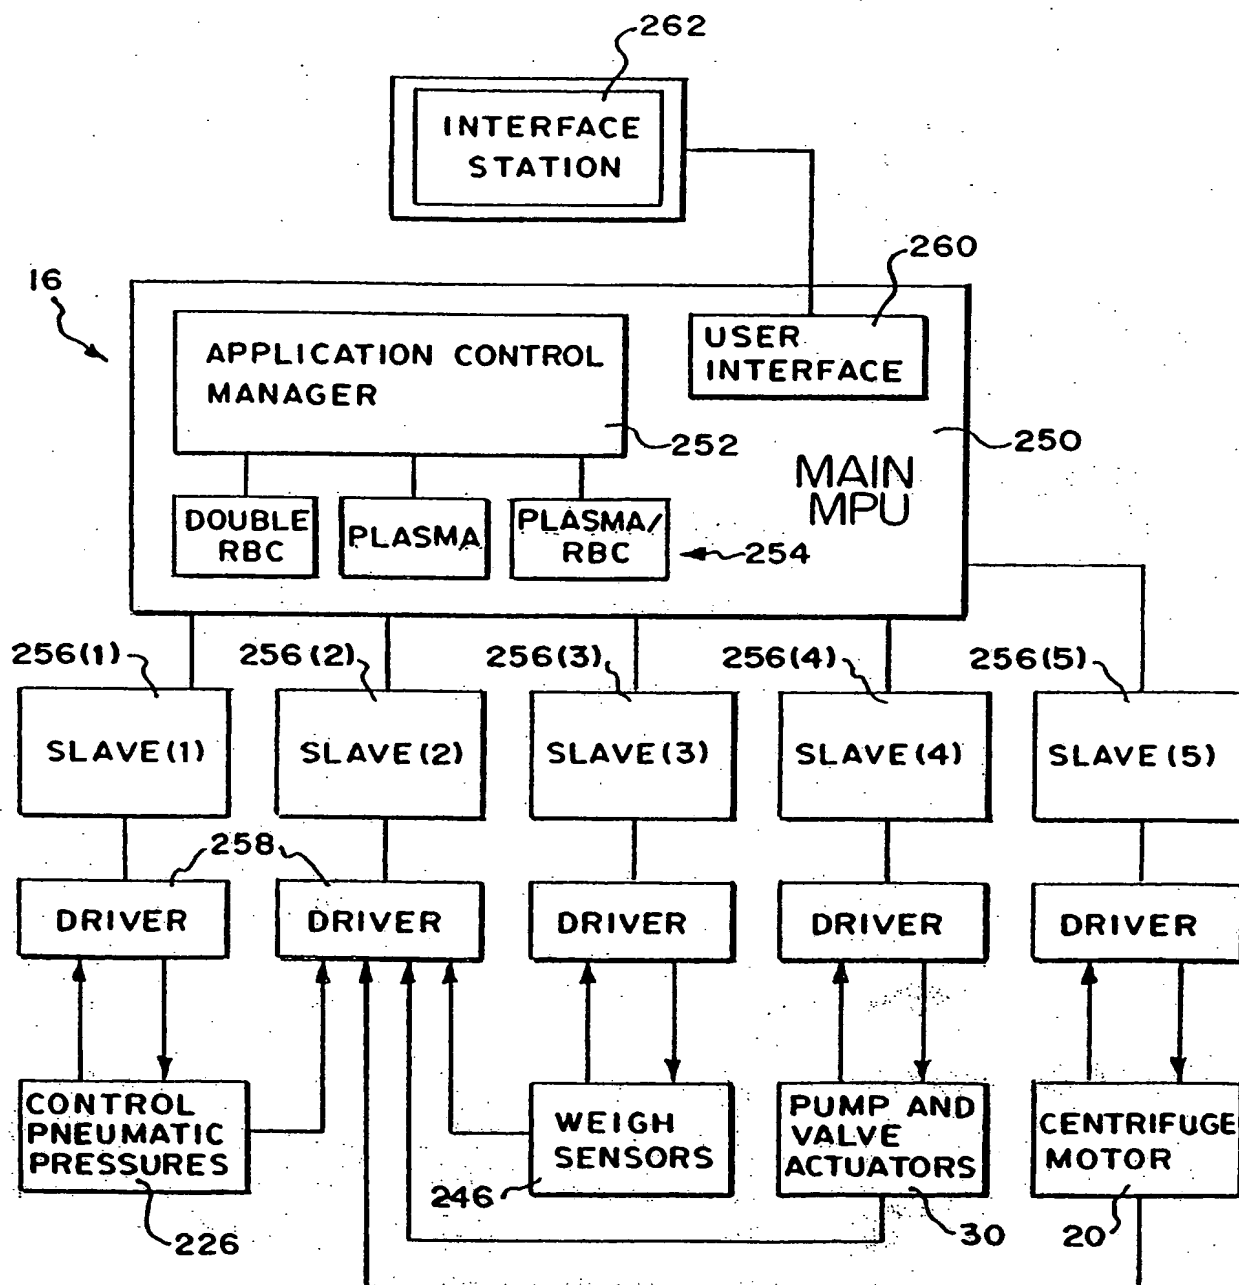 262
INTERFACE
STATION
260
16
APPLICATION CONTROL
MANAGER
USER
INTERFACE
252
250
MAIN
MPU
DOUBLE
RBC
PLASMA
PLASMA/
RBC
254
256(1)
256(2)
256(3)
256(4)
256(5)
SLAVE(1)
SLAVE(2)
SLAVE(3)
SLAVE(4)
SLAVE(5)
258
DRIVER
DRIVER
DRIVER
DRIVER
DRIVER
CONTROL
PNEUMATIC
PRESSURES
WEIGH
SENSORS
PUMP AND
VALVE
ACTUATORS
CENTRIFUGE
MOTOR
226
246
30
20